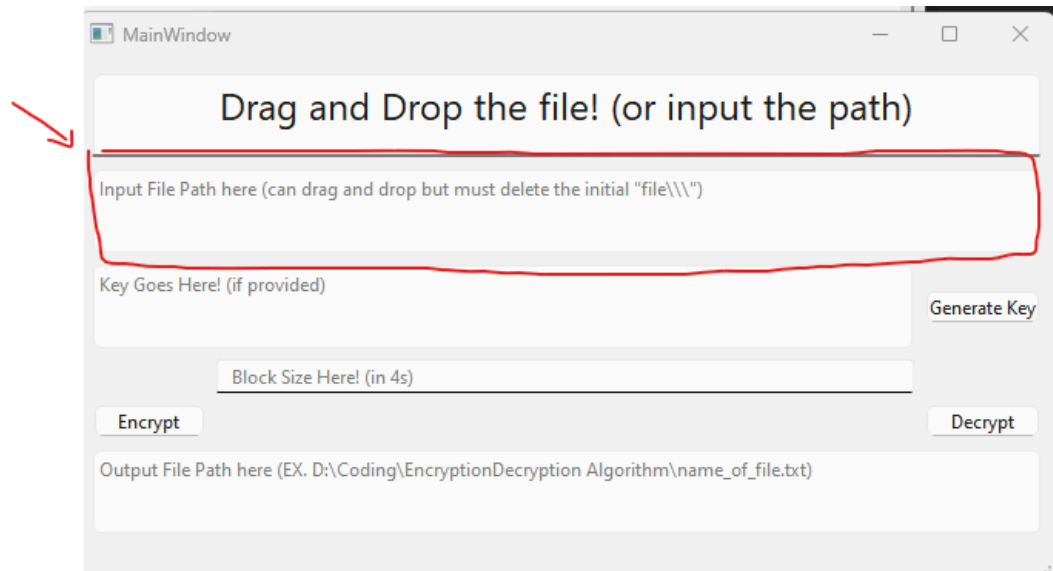 MainWindow
Drag and Drop the file! (or input the path)
Input File Path here (can drag and drop but must delete the initial "file\\\")
Key Goes Here! (if provided)
Generate Key
Block Size Here! (in 4s)
Encrypt
Decrypt
Output File Path here (EX. D:\Coding\EncryptionDecryption Algorithm\name_of_file.txt)